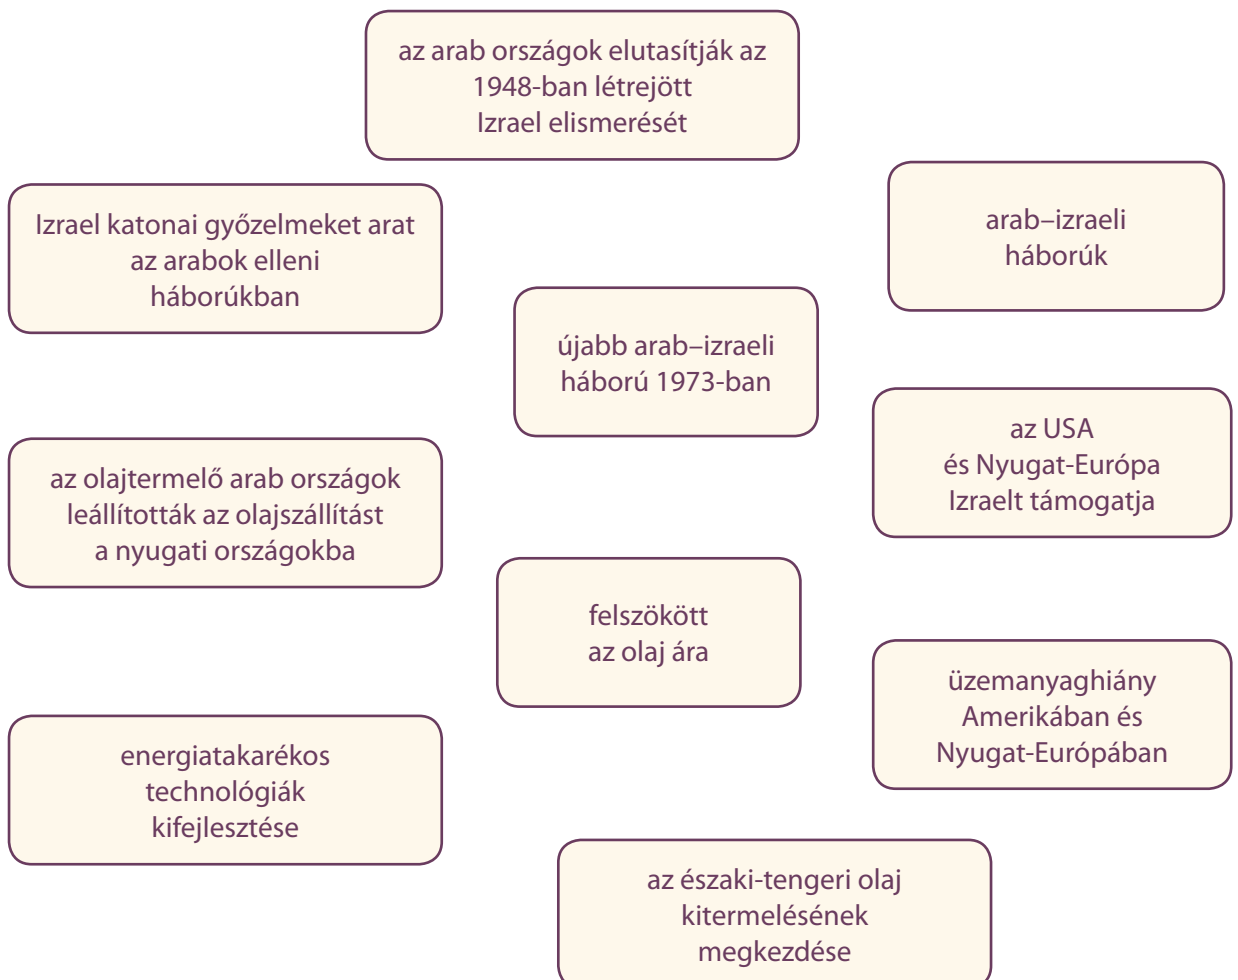 az arab országok elutasítják az
1948-ban létrejött
Izrael elismerését
Izrael katonai győzelmeket arat
az arabok elleni
háborúkban
arab–izraeli
háborúk
újabb arab–izraeli
háború 1973-ban
az USA
és Nyugat-Európa
Izraelt támogatja
az olajtermelő arab országok
leállították az olajszállítást
a nyugati országokba
felszökött
az olaj ára
üzemanyaghiány
Amerikában és
Nyugat-Európában
energiatakarékos
technológiák
kifejlesztése
az északi-tengeri olaj
kitermelésének
megkezdése